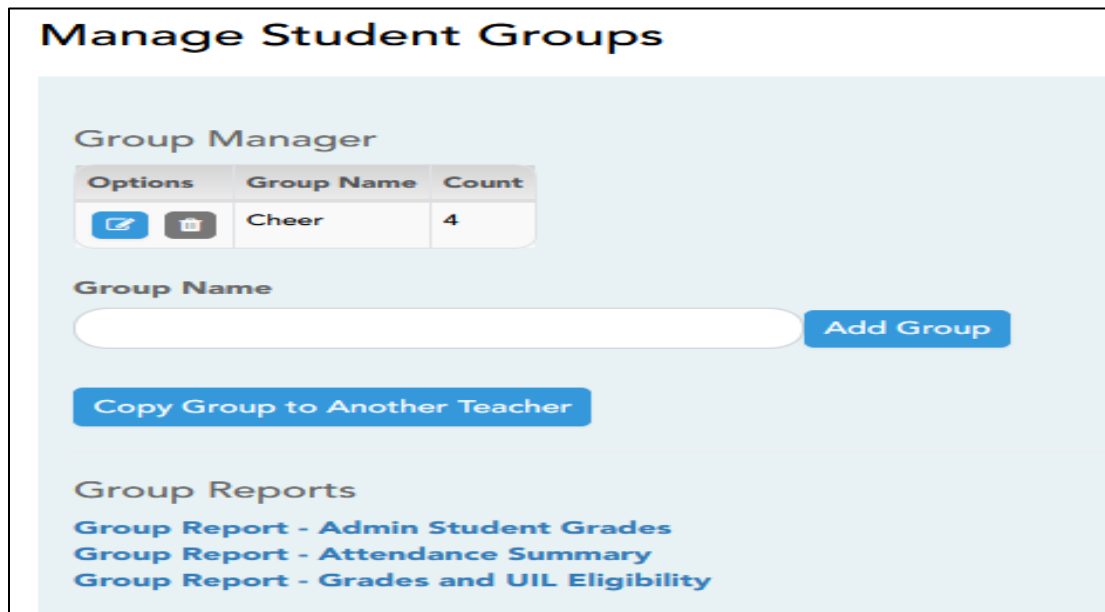 Manage Student Groups
Group Manager
Options Group Name Count
Cheer 4
Group Name
Add Group
Copy Group to Another Teacher
Group Reports
Group Report - Admin Student Grades
Group Report - Attendance Summary
Group Report - Grades and UIL Eligibility